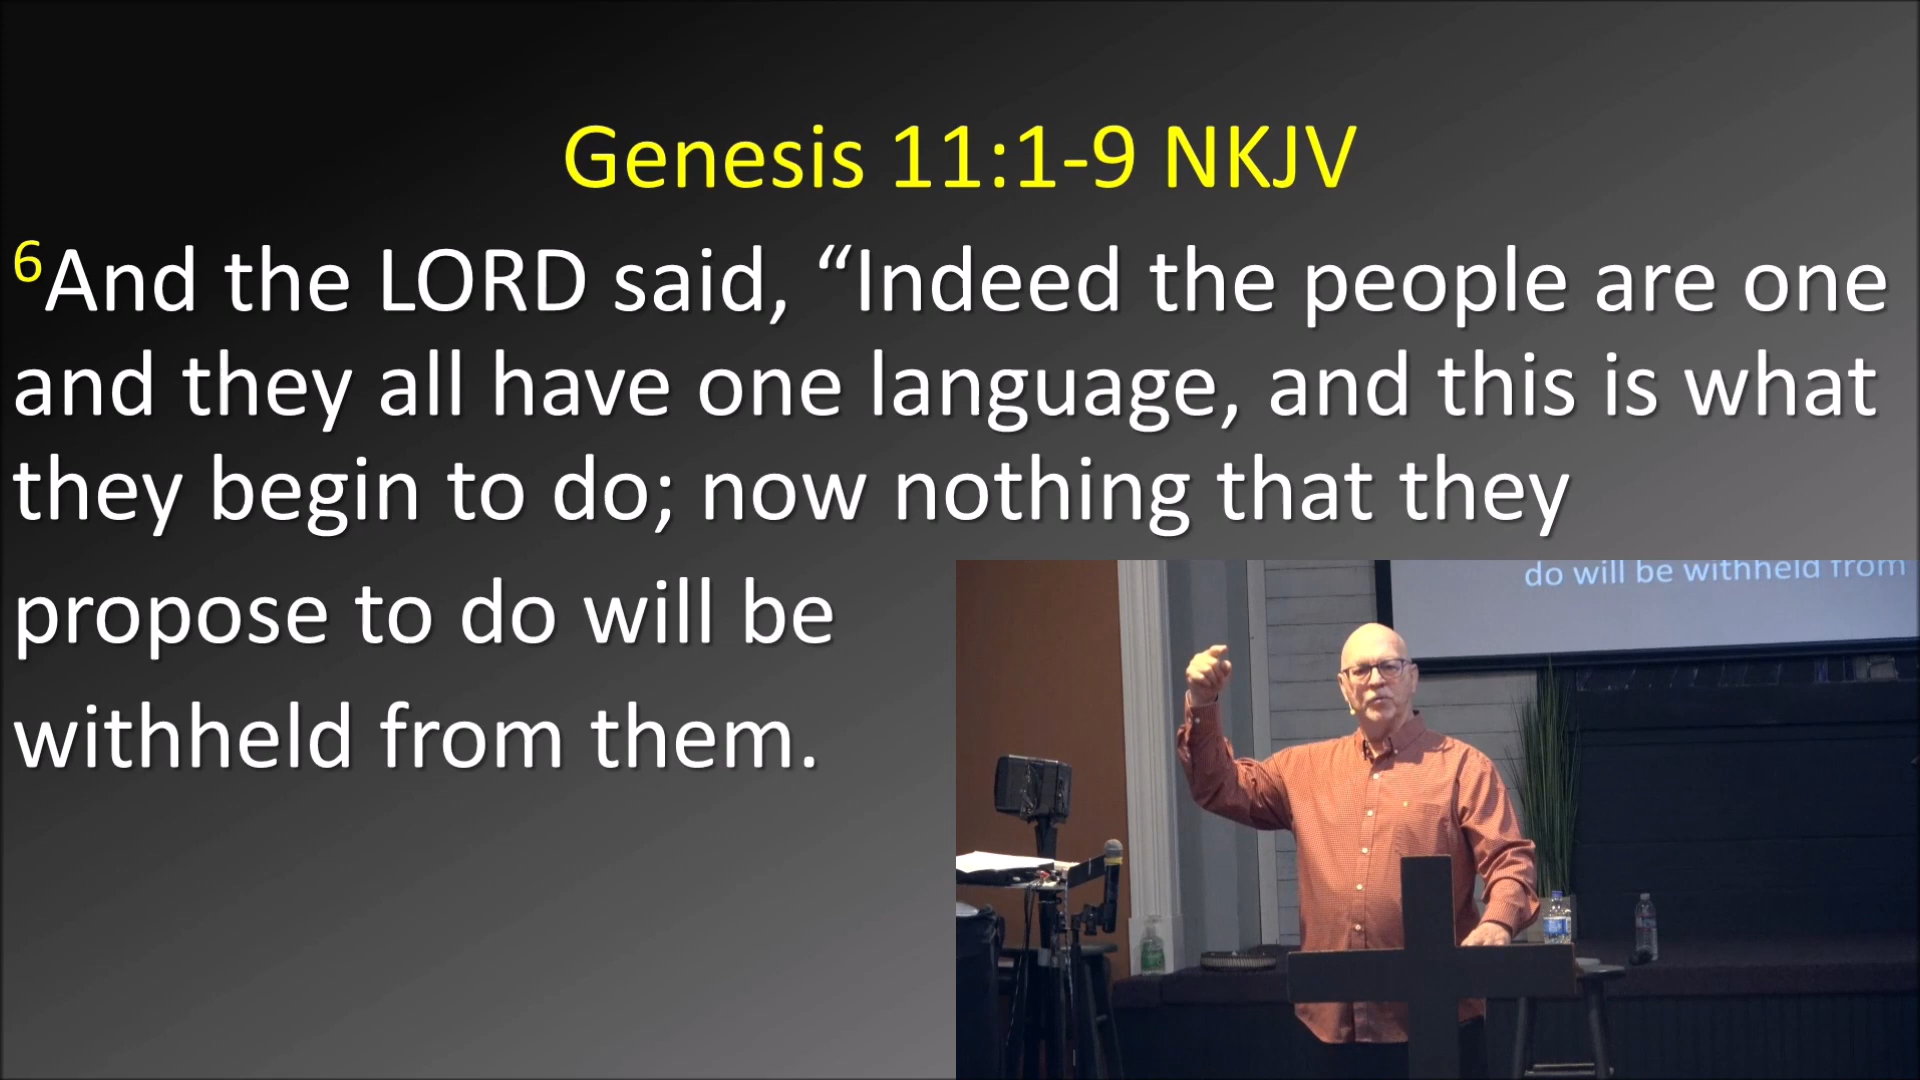 Genesis 11:1-9 NKJV
6And the LORD said, “Indeed the people are one
and they all have one language, and this is what
they begin to do; now nothing that they
propose to do will be
withheld from them.
do will be withheld from